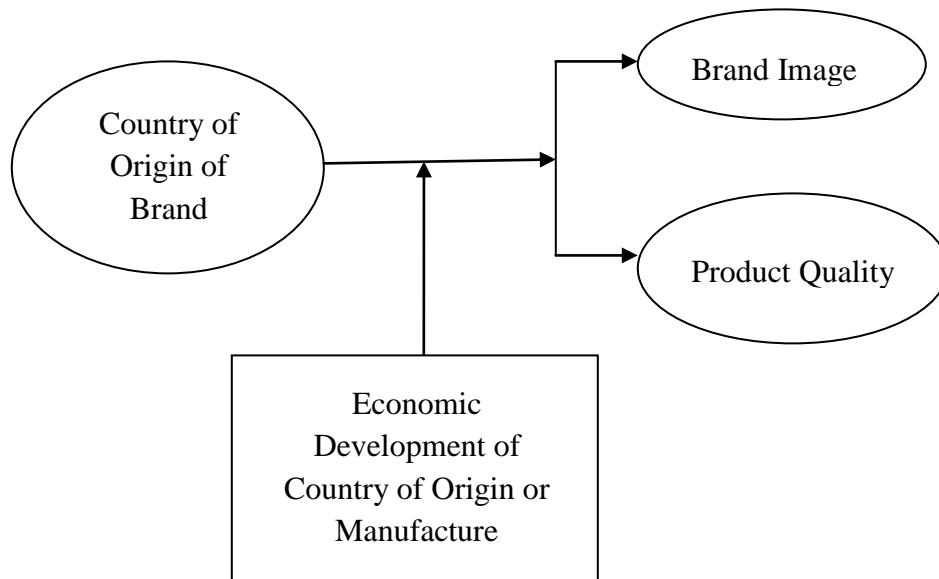 Country of
Origin of
Brand
Brand Image
Product Quality
Economic
Development of
Country of Origin or
Manufacture